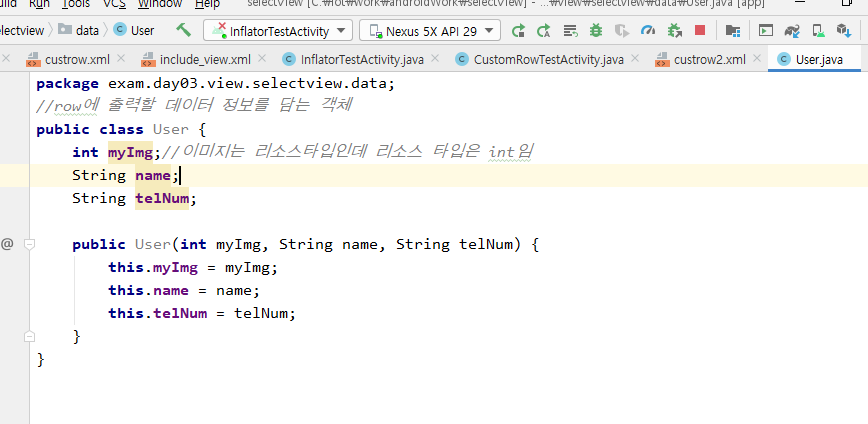 Run Tools VCS Window Help selectview [C:₩iot₩work₩androidWork₩selectview] - ...₩view₩selectview₩data₩User.java [app]
electview data User InflatorTestActivity Nexus 5X API 29
custrow.xml include_view.xml InflatorTestActivity.java CustomRowTestActivity.java custrow2.xml User.java
package exam.day03.view.selectview.data;
//row에 출력할 데이터 정보를 담는 객체
public class User {
int myImg;//이미지는 리소스타입인데 리소스 타입은 int임
String name;
String telNum;
public User(int myImg, String name, String telNum) {
this.myImg = myImg;
this.name = name;
this.telNum = telNum;
}
}